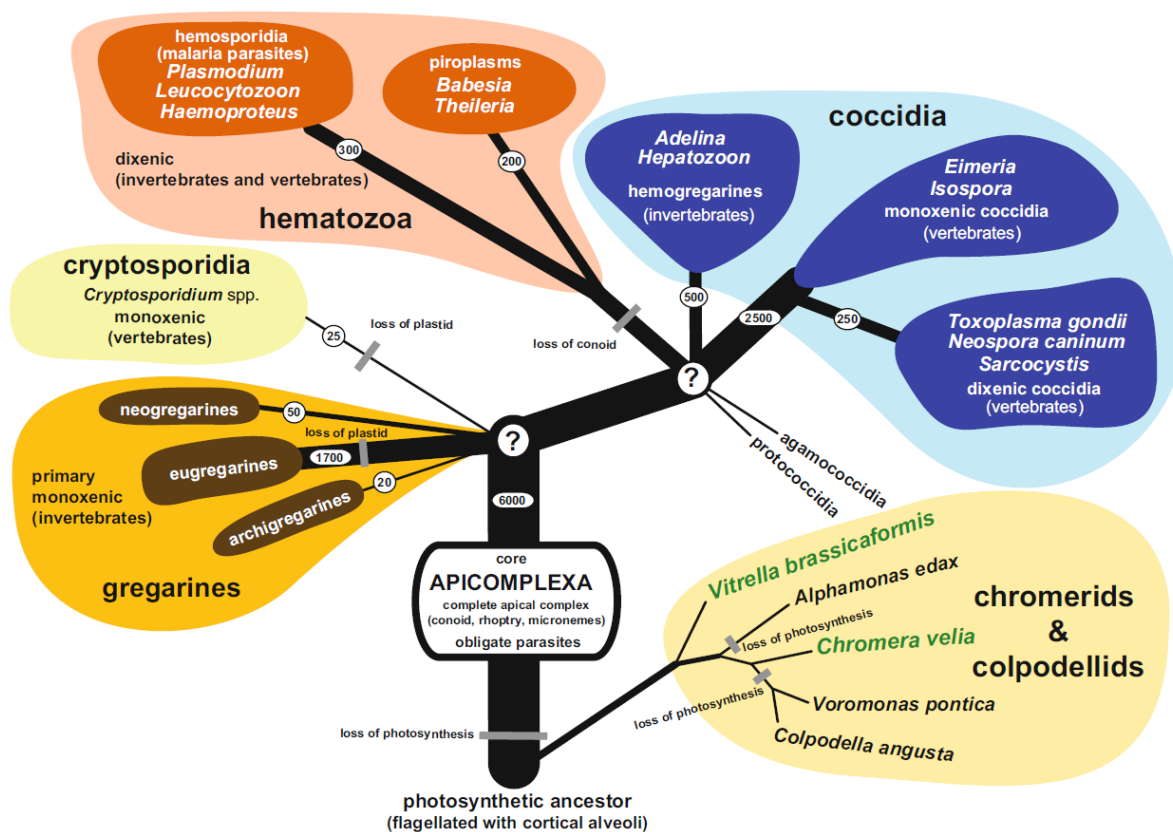 hemosporidia
(malaria parasites)
Plasmodium
Leucocytozoon
Haemoproteus
piroplasms
Babesia
Theileria
300
200
dixenic
(invertebrates and vertebrates)
hematozoa
coccidia
Adelina
Hepatozoon
hemogregarines
(invertebrates)
Eimeria
Isospora
monoxenic coccidia
(vertebrates)
500
2500
250
Toxoplasma gondii
Neospora caninum
Sarcocystis
dixenic coccidia
(vertebrates)
cryptosporidia
Cryptosporidium spp.
monoxenic
(vertebrates)
25
loss of plastid
loss of conoid
?
agamococcidia
protococcidia
neogregarines
50
loss of plastid
eugregarines
1700
?
primary
monoxenic
(invertebrates)
20
archigregarines
gregarines
6000
core
APICOMPLEXA
complete apical complex
(conoid, rhoptry, micronemes)
obligate parasites
Vitrella brassicaformis
Alphamonas edax
loss of photosynthesis
Chromera velia
loss of photosynthesis
Voromonas pontica
Colpodella angusta
chromerids
&
colpodellids
loss of photosynthesis
photosynthetic ancestor
(flagellated with cortical alveoli)